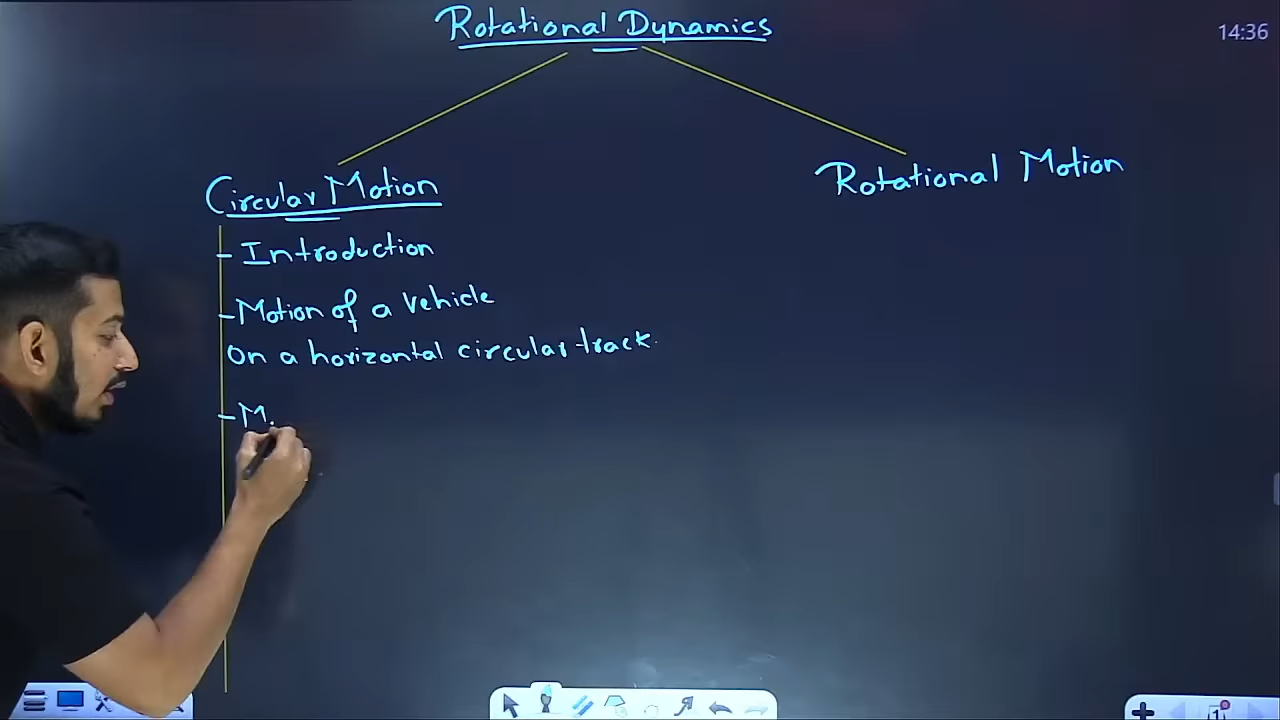 Rotational Dynamics
14:36
Circular Motion
Rotational Motion
- Introduction
- Motion of a vehicle
on a horizontal circular track.
- M.